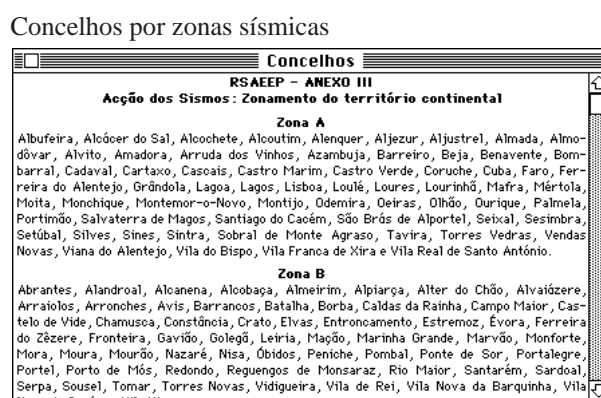 Concelhos por zonas sísmicas
Concelhos
RSAEEP - ANEXO III
Acção dos Sismos: Zonamento do território continental
Zona A
Albufeira, Alcácer do Sal, Alcochete, Alcoutim, Alenquer, Aljezur, Aljustrel, Almada, Almo-
dôvar, Alvito, Amadora, Arruda dos Vinhos, Azambuja, Barreiro, Beja, Benavente, Bom-
barral, Cadaval, Cartaxo, Cascais, Castro Marim, Castro Verde, Coruche, Cuba, Faro, Fer-
reira do Alentejo, Grândola, Lagoa, Lagos, Lisboa, Loulé, Loures, Lourinhã, Mafra, Mértola,
Moita, Monchique, Montemor-o-Novo, Montijo, Odemira, Oeiras, Olhão, Ourique, Palmela,
Portimão, Salvaterra de Magos, Santiago do Cacém, São Brás de Alportel, Seixal, Sesimbra,
Setúbal, Silves, Sines, Sintra, Sobral de Monte Agraso, Tavira, Torres Vedras, Vendas
Novas, Viana do Alentejo, Vila do Bispo, Vila Franca de Xira e Vila Real de Santo António.
Zona B
Abrantes, Alandroal, Alcanena, Alcobaça, Almeirim, Alpiarça, Alter do Chão, Alvaiázere,
Arraiolos, Arronches, Avis, Barrancos, Batalha, Borba, Caldas da Rainha, Campo Maior, Cas-
telo de Vide, Chamusca, Constância, Crato, Elvas, Entroncamento, Estremoz, Évora, Ferreira
do Zêzere, Fronteira, Gavião, Golegã, Leiria, Mação, Marinha Grande, Marvão, Monforte,
Mora, Moura, Mourão, Nazaré, Nisa, Óbidos, Peniche, Pombal, Ponte de Sor, Portalegre,
Portel, Porto de Mós, Redondo, Reguengos de Monsaraz, Rio Maior, Santarém, Sardoal,
Serpa, Sousel, Tomar, Torres Novas, Vidigueira, Vila de Rei, Vila Nova da Barquinha, Vila